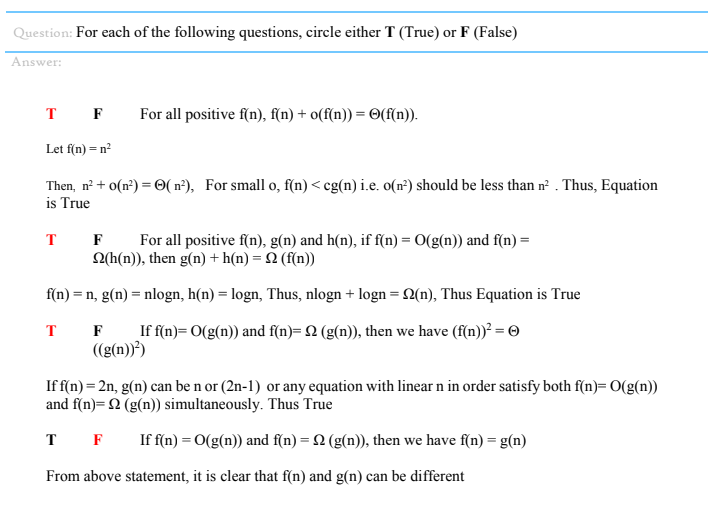 Question: For each of the following questions, circle either T (True) or F (False)
Answer:
T F For all positive f(n), f(n) + o(f(n)) = Θ(f(n)).
Let f(n) = n²
Then, n² + o(n²) = Θ( n²), For small o, f(n) < cg(n) i.e. o(n²) should be less than n² . Thus, Equation
is True
T F For all positive f(n), g(n) and h(n), if f(n) = O(g(n)) and f(n) =
Ω(h(n)), then g(n) + h(n) = Ω (f(n))
f(n) = n, g(n) = nlogn, h(n) = logn, Thus, nlogn + logn = Ω(n), Thus Equation is True
T F If f(n)= O(g(n)) and f(n)= Ω (g(n)), then we have (f(n))² = Θ
((g(n))²)
If f(n) = 2n, g(n) can be n or (2n-1) or any equation with linear n in order satisfy both f(n)= O(g(n))
and f(n)= Ω (g(n)) simultaneously. Thus True
T F If f(n) = O(g(n)) and f(n) = Ω (g(n)), then we have f(n) = g(n)
From above statement, it is clear that f(n) and g(n) can be different